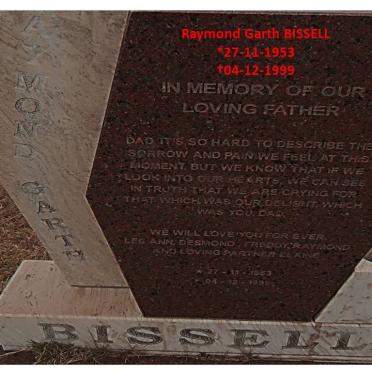 Raymond Garth BISSELL
*27-11-1953
†04-12-1999
RAYMOND GARTH
IN MEMORY OF OUR
LOVING FATHER
DAD IT'S SO HARD TO DESCRIBE THE
SORROW AND PAIN WE FEEL AT THIS
MOMENT, BUT WE KNOW THAT IF WE
LOOK INTO OUR HEARTS, WE CAN SEE
IN TRUTH THAT WE ARE CRYING FOR
THAT WHICH WAS OUR DELIGHT, WHICH
WAS YOU, DAD.
WE WILL LOVE YOU FOR EVER,
LEE ANN, DESMOND, FREDDY, RAYMOND
AND LOVING PARTNER ELAINE
* 27 - 11 - 1953
† 04 - 12 - 1999
BISSELL